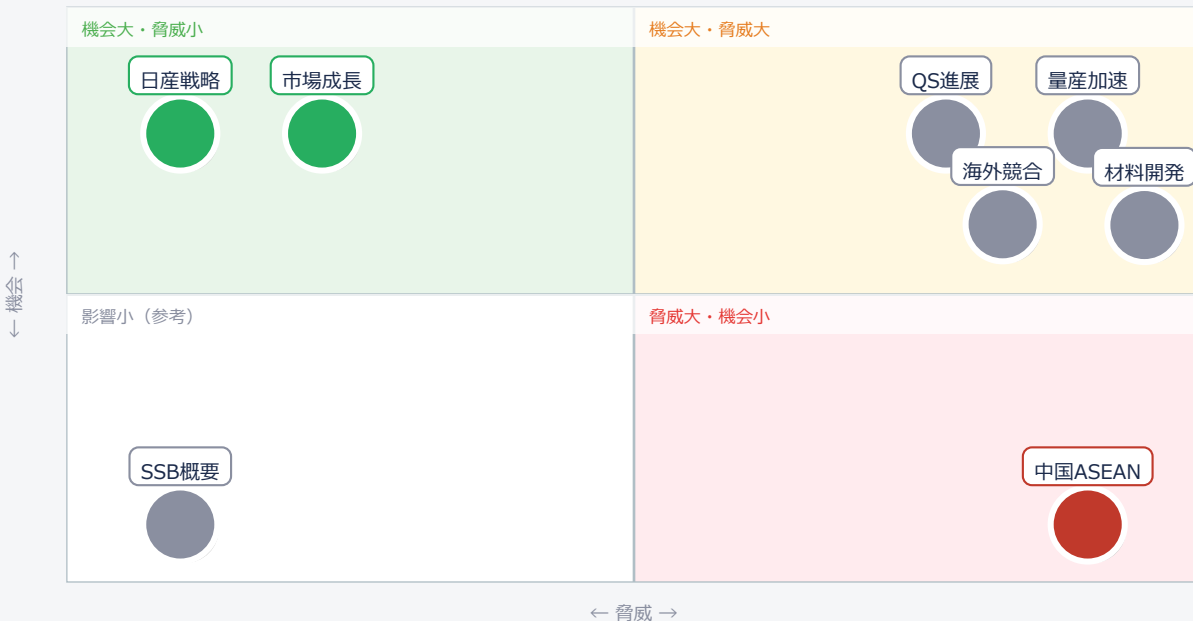 機会大・脅威小
機会大・脅威大
日産戦略
市場成長
QS進展
量産加速
海外競合
材料開発
← 機会 →
影響小（参考）
脅威大・機会小
SSB概要
中国ASEAN
← 脅威 →